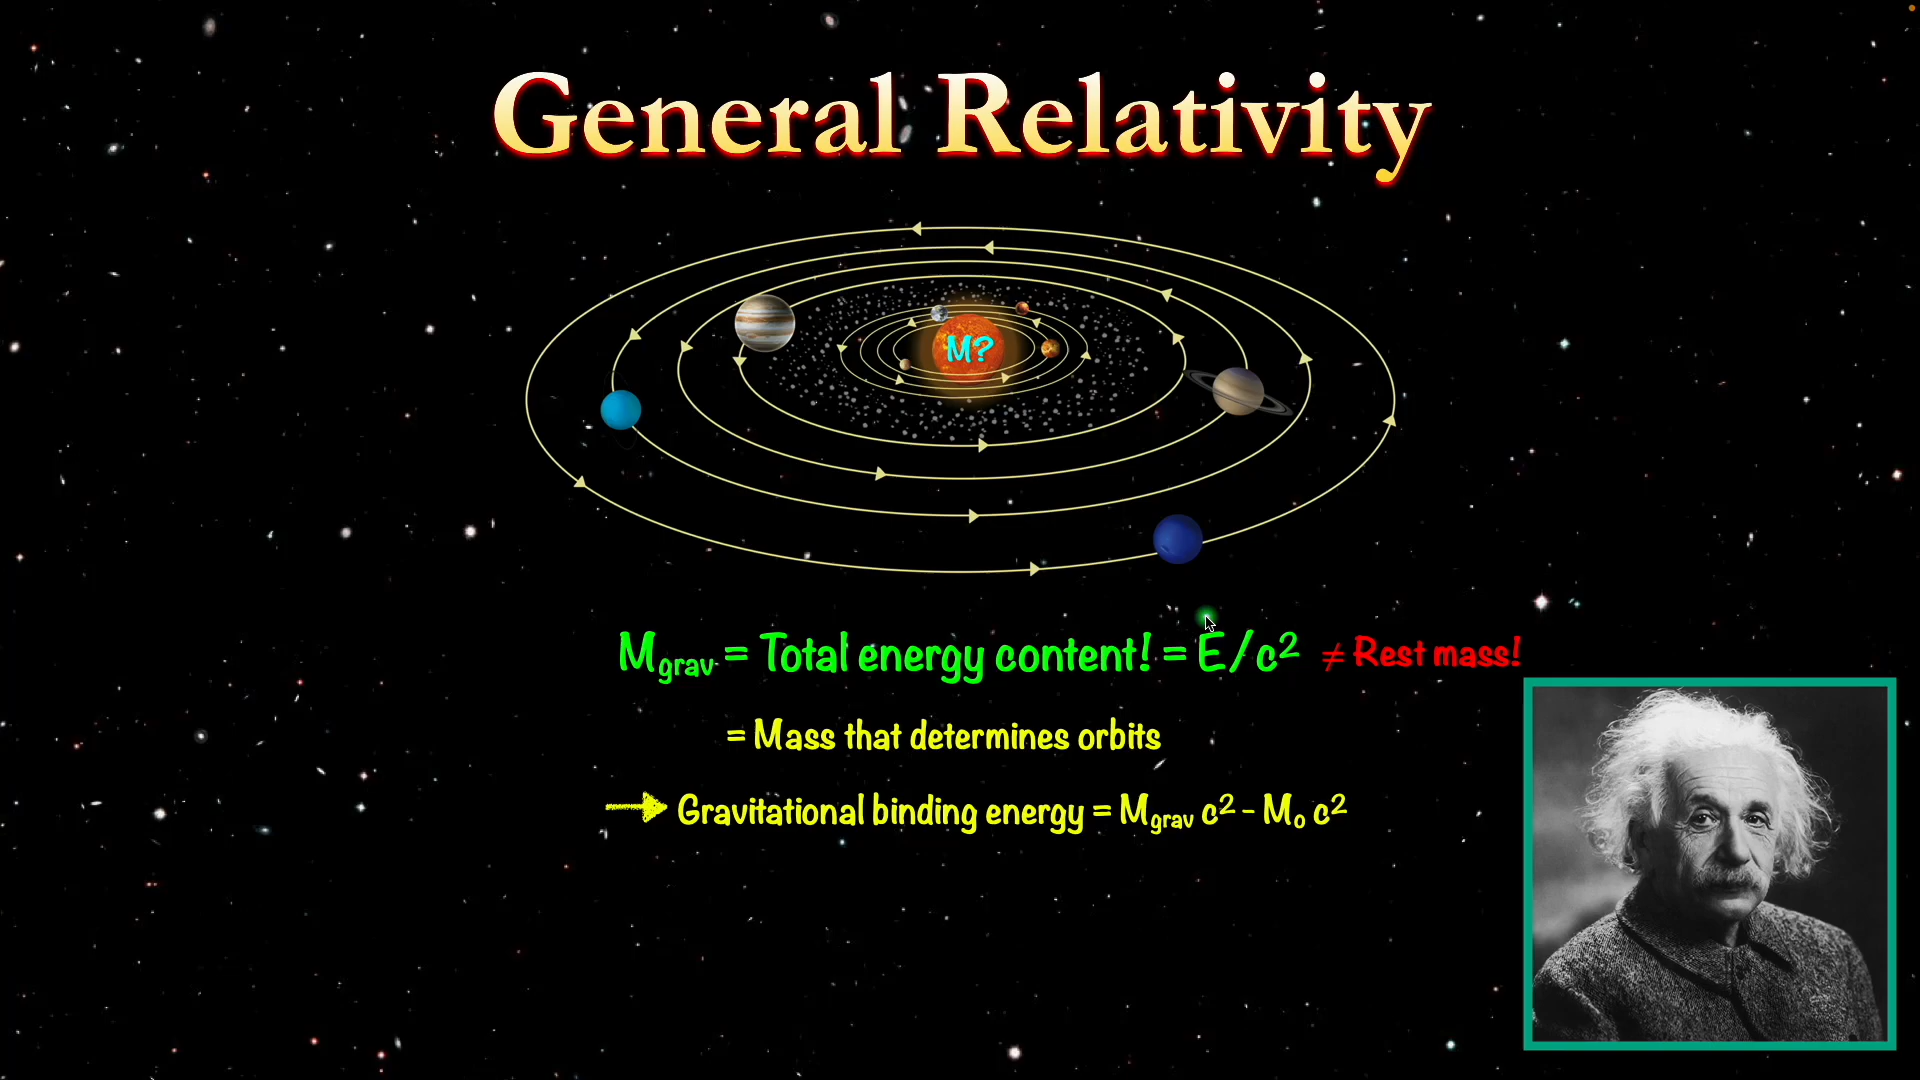 General Relativity
M?
M_grav = Total energy content! = E/c² ≠ Rest mass!
= Mass that determines orbits
Gravitational binding energy = M_grav c² - M₀ c²